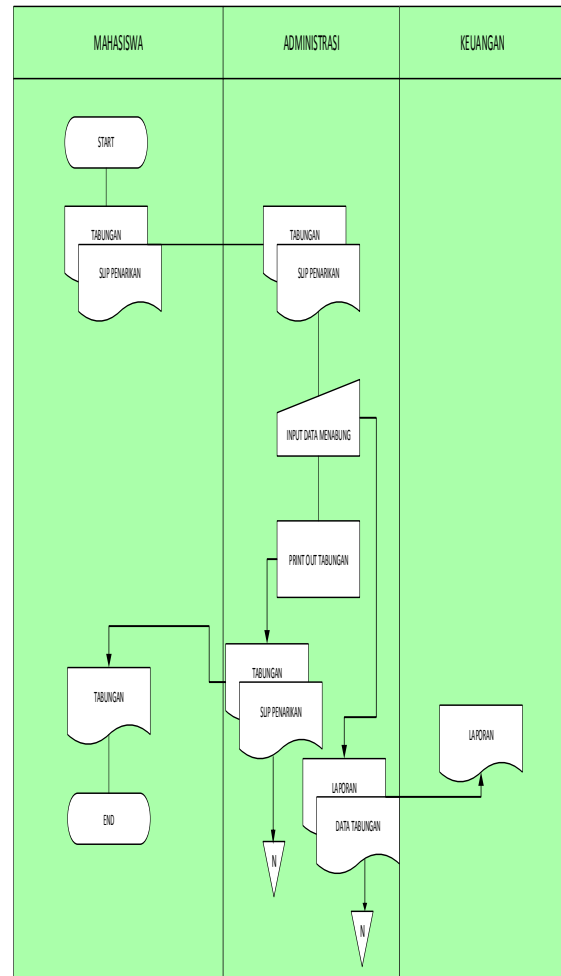 MAHASISWA
ADMINISTRASI
KEUANGAN
START
TABUNGAN
SLIP PENARIKAN
TABUNGAN
SLIP PENARIKAN
INPUT DATA MENABUNG
PRINT OUT TABUNGAN
TABUNGAN
SLIP PENARIKAN
TABUNGAN
LAPORAN
LAPORAN
DATA TABUNGAN
END
N
N